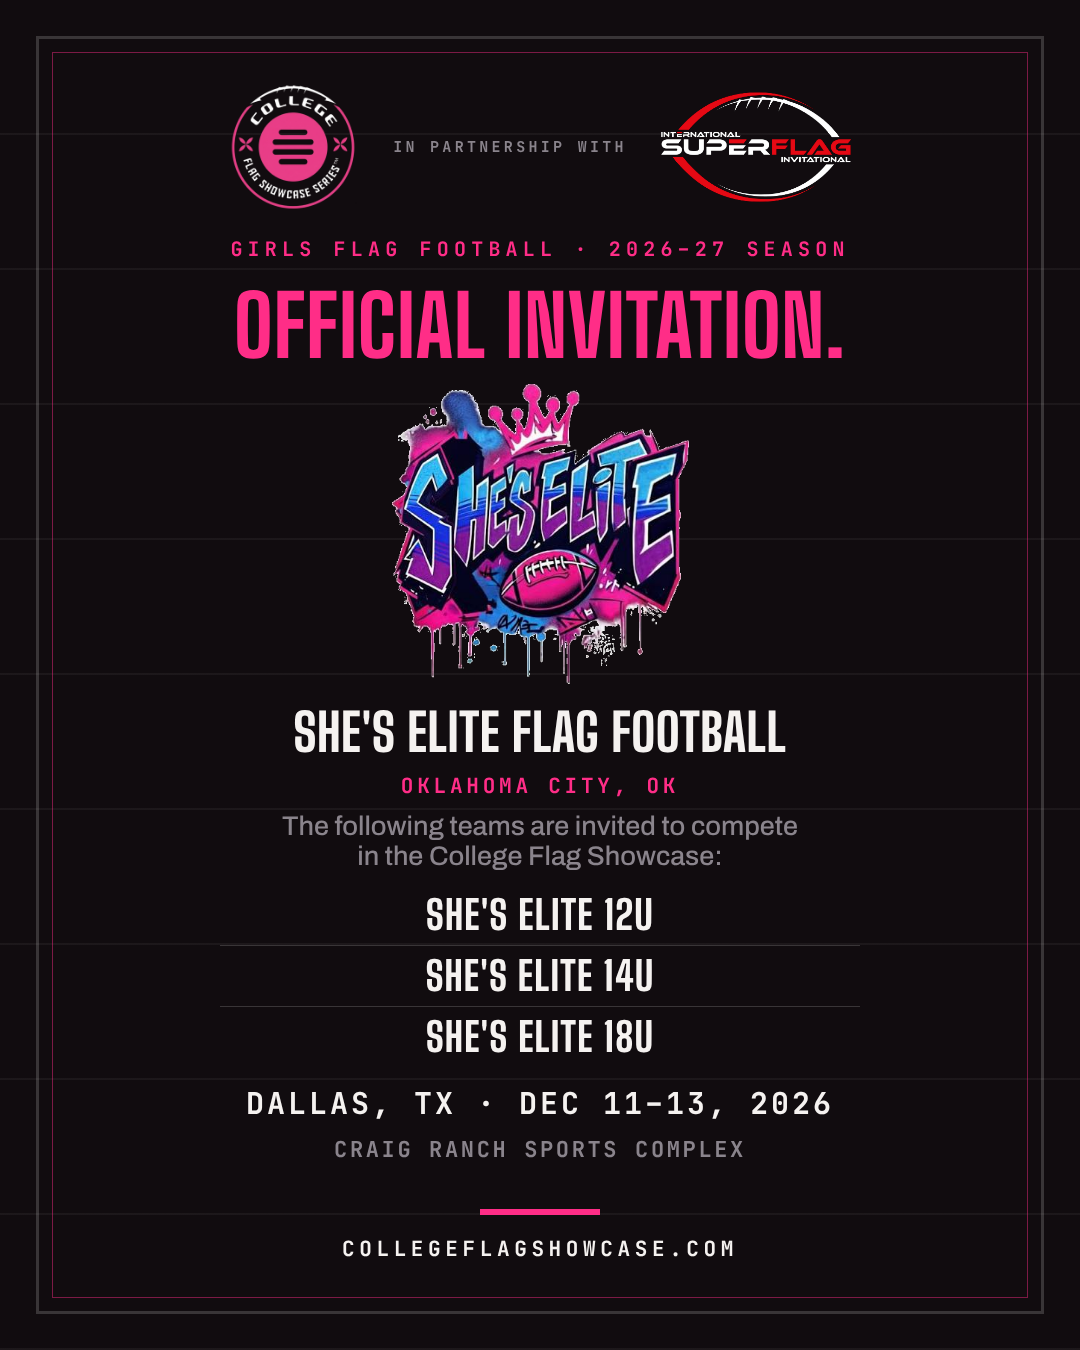 COLLEGE
FLAG SHOWCASE SERIES™
IN PARTNERSHIP WITH
INTERNATIONAL
SUPERFLAG
INVITATIONAL
GIRLS FLAG FOOTBALL · 2026-27 SEASON
OFFICIAL INVITATION.
SHE'S ELITE
SHE'S ELITE FLAG FOOTBALL
OKLAHOMA CITY, OK
The following teams are invited to compete
in the College Flag Showcase:
SHE'S ELITE 12U
SHE'S ELITE 14U
SHE'S ELITE 18U
DALLAS, TX · DEC 11-13, 2026
CRAIG RANCH SPORTS COMPLEX
COLLEGEFLAGSHOWCASE.COM